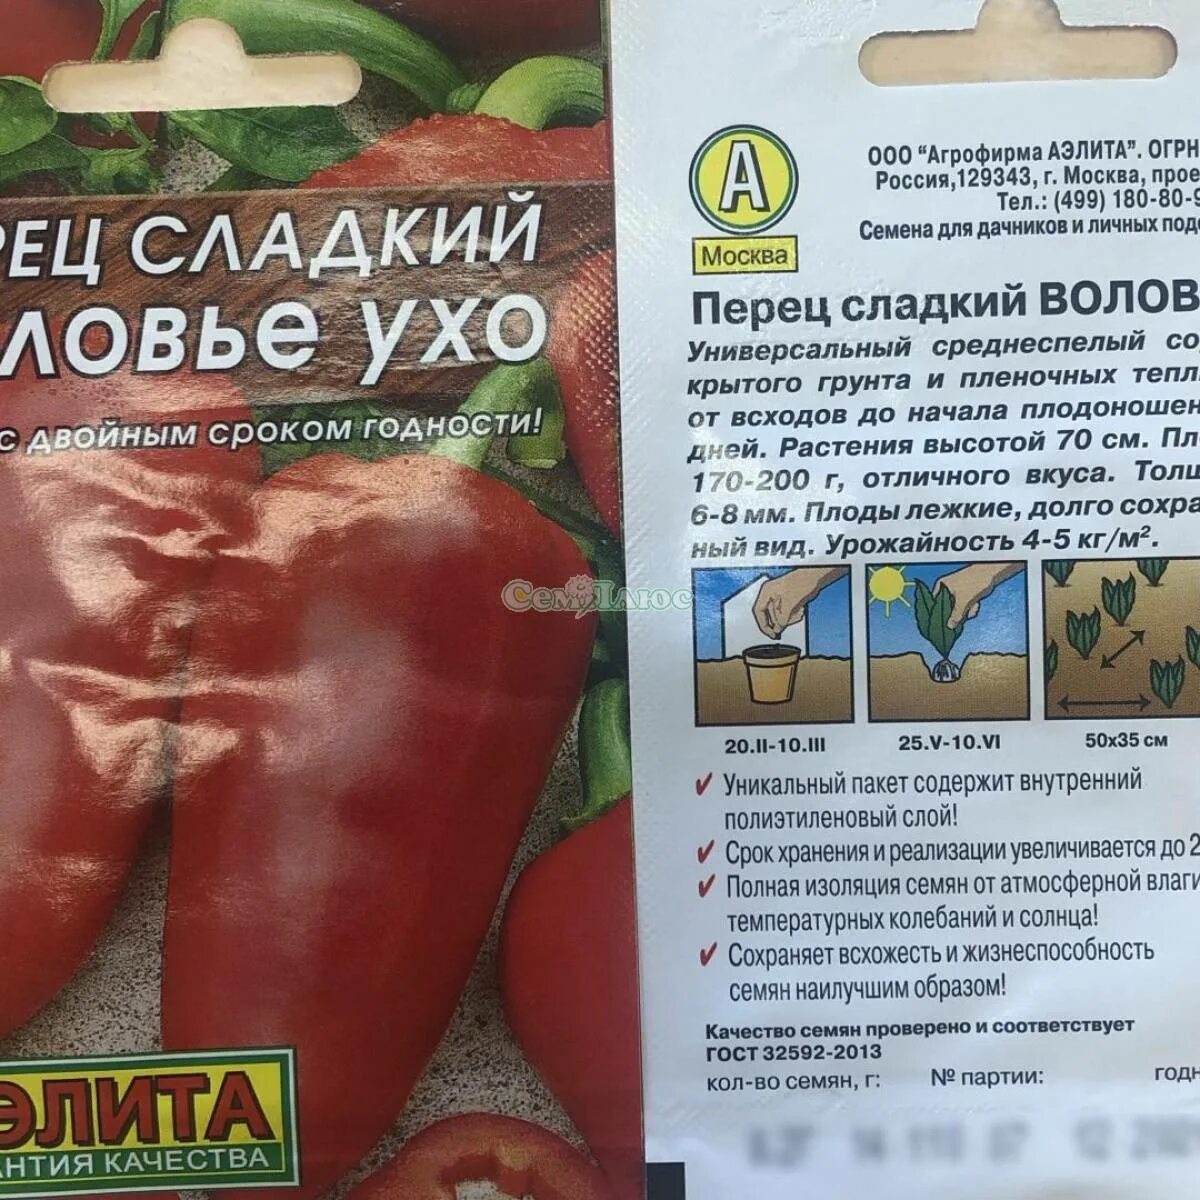 РЕЦ СЛАДКИЙ
ЛОВЬЕ УХО
с двойным сроком годности!
АЭЛИТА
АНТИЯ КАЧЕСТВА
СемПлюс
А
Москва
ООО “Агрофирма АЭЛИТА”. ОГРН
Россия,129343, г. Москва, прое
Тел.: (499) 180-80-9
Семена для дачников и личных подс
Перец сладкий ВОЛОВ
Универсальный среднеспелый со
крытого грунта и пленочных тепл
от всходов до начала плодоношен
дней. Растения высотой 70 см. Пл
170-200 г, отличного вкуса. Толщ
6-8 мм. Плоды лежкие, долго сохра
ный вид. Урожайность 4-5 кг/м².
20.II-10.III
25.V-10.VI
50х35 см
✓ Уникальный пакет содержит внутренний
полиэтиленовый слой!
✓ Срок хранения и реализации увеличивается до 2
✓ Полная изоляция семян от атмосферной влаги
температурных колебаний и солнца!
✓ Сохраняет всхожесть и жизнеспособность
семян наилучшим образом!
Качество семян проверено и соответствует
ГОСТ 32592-2013
кол-во семян, г:
№ партии:
годн